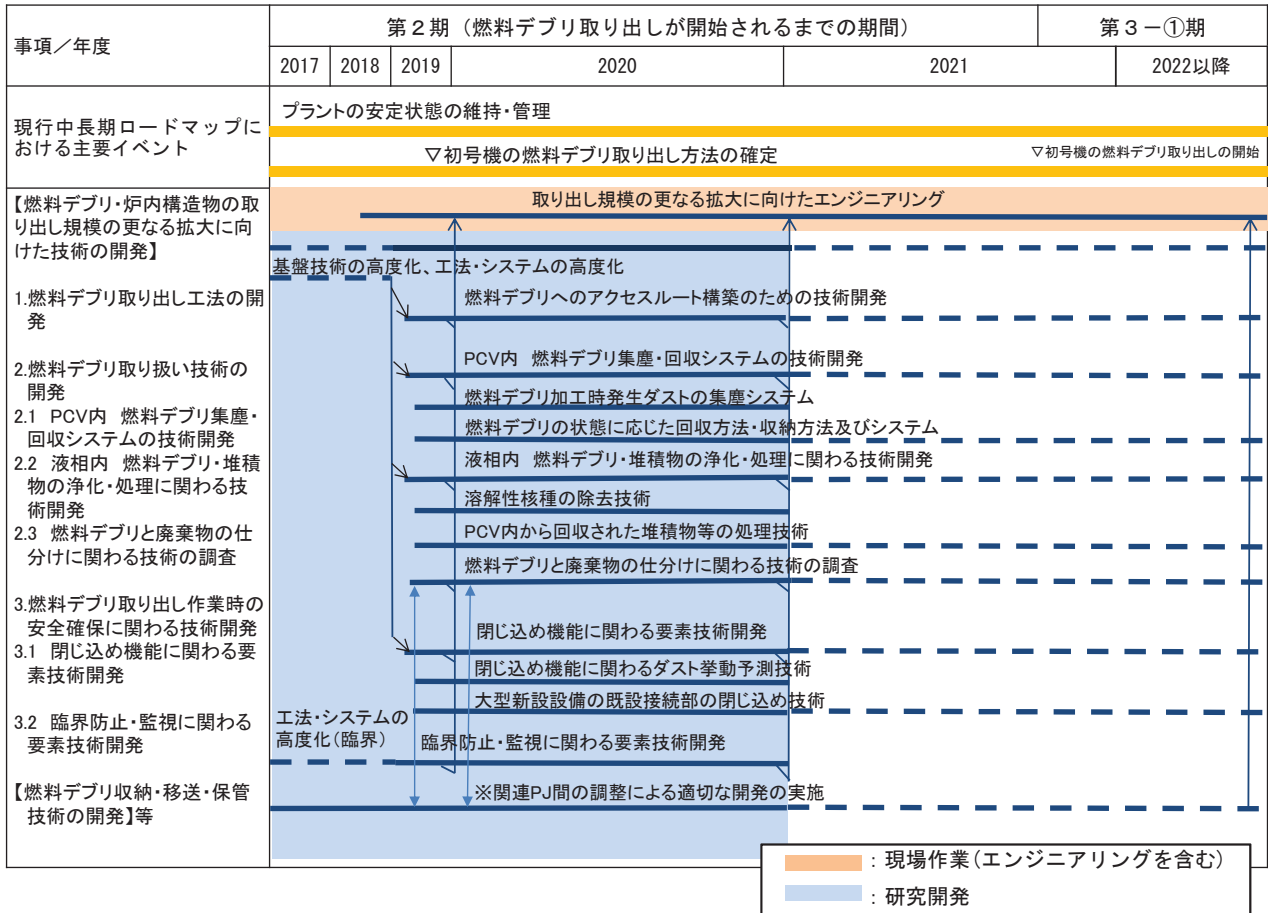 事項／年度
第２期（燃料デブリ取り出しが開始されるまでの期間）
第３－①期
2017
2018
2019
2020
2021
2022以降
現行中長期ロードマップに
おける主要イベント
プラントの安定状態の維持・管理
▽初号機の燃料デブリ取り出し方法の確定
▽初号機の燃料デブリ取り出しの開始
【燃料デブリ・炉内構造物の取
り出し規模の更なる拡大に向
けた技術の開発】
1.燃料デブリ取り出し工法の開
発
2.燃料デブリ取り扱い技術の
開発
2.1 PCV内 燃料デブリ集塵・
回収システムの技術開発
2.2 液相内 燃料デブリ・堆積
物の浄化・処理に関わる技
術開発
2.3 燃料デブリと廃棄物の仕
分けに関わる技術の調査
3.燃料デブリ取り出し作業時の
安全確保に関わる技術開発
3.1 閉じ込め機能に関わる要
素技術開発
3.2 臨界防止・監視に関わる
要素技術開発
【燃料デブリ収納・移送・保管
技術の開発】等
取り出し規模の更なる拡大に向けたエンジニアリング
基盤技術の高度化、工法・システムの高度化
燃料デブリへのアクセスルート構築のための技術開発
PCV内 燃料デブリ集塵・回収システムの技術開発
燃料デブリ加工時発生ダストの集塵システム
燃料デブリの状態に応じた回収方法・収納方法及びシステム
液相内 燃料デブリ・堆積物の浄化・処理に関わる技術開発
溶解性核種の除去技術
PCV内から回収された堆積物等の処理技術
燃料デブリと廃棄物の仕分けに関わる技術の調査
閉じ込め機能に関わる要素技術開発
閉じ込め機能に関わるダスト挙動予測技術
大型新設設備の既設接続部の閉じ込め技術
工法・システムの
高度化（臨界）
臨界防止・監視に関わる要素技術開発
※関連PJ間の調整による適切な開発の実施
：現場作業（エンジニアリングを含む）
：研究開発